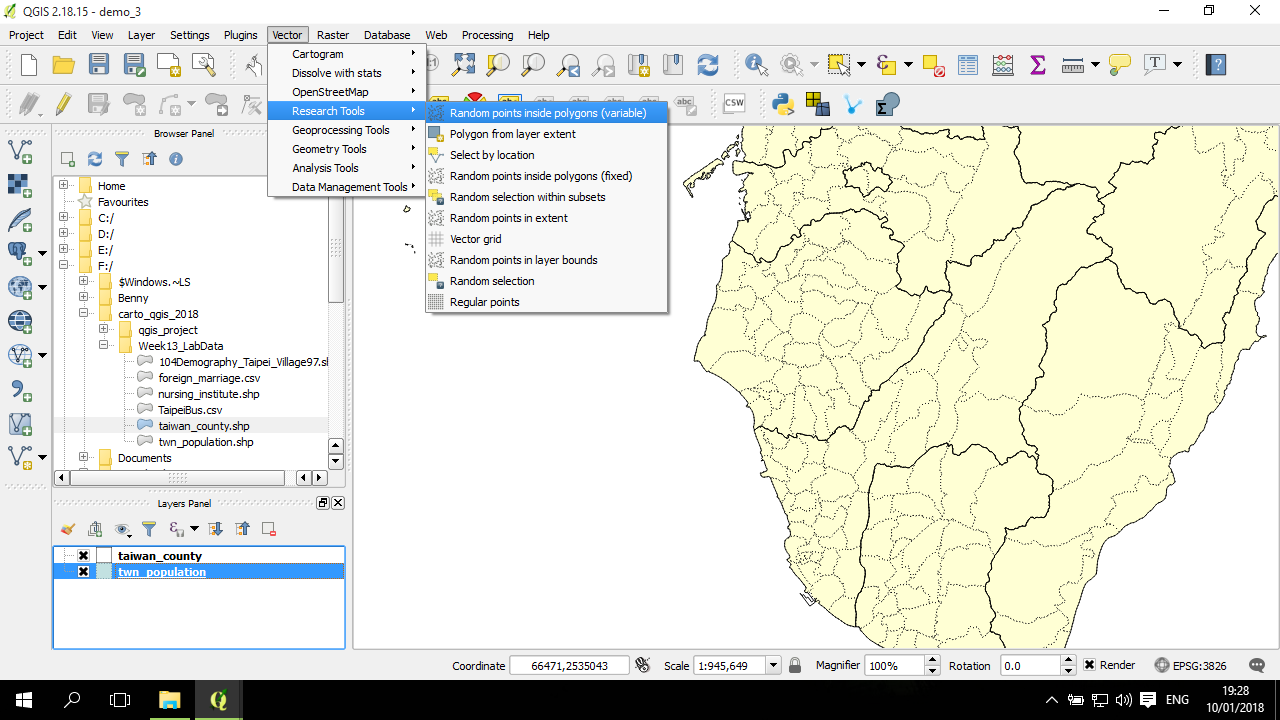 QGIS 2.18.15 - demo_3
Project Edit View Layer Settings Plugins Vector Raster Database Web Processing Help
Cartogram
Dissolve with stats
OpenStreetMap
Research Tools
Geoprocessing Tools
Geometry Tools
Analysis Tools
Data Management Tools
Random points inside polygons (variable)
Polygon from layer extent
Select by location
Random points inside polygons (fixed)
Random selection within subsets
Random points in extent
Vector grid
Random points in layer bounds
Random selection
Regular points
CSW
Browser Panel
Home
Favourites
C:/
D:/
E:/
F:/
$Windows.~LS
Benny
carto_qgis_2018
qgis_project
Week13_LabData
104Demography_Taipei_Village97.sl
foreign_marriage.csv
nursing_institute.shp
TaipeiBus.csv
taiwan_county.shp
twn_population.shp
Documents
Layers Panel
taiwan_county
twn_population
Coordinate 66471,2535043 Scale 1:945,649 Magnifier 100% Rotation 0.0 Render EPSG:3826
ENG
19:28
10/01/2018